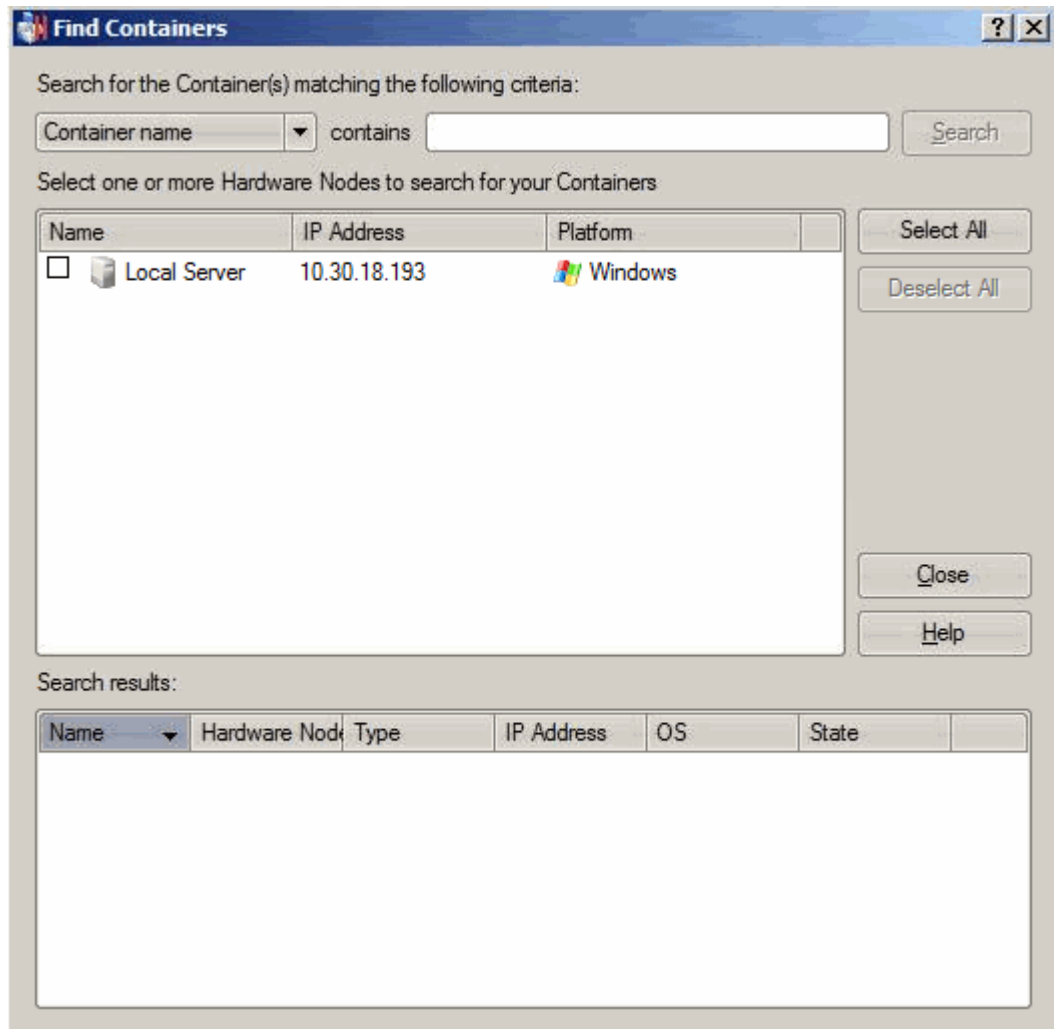 Find Containers
Search for the Container(s) matching the following criteria:
Container name contains Search
Select one or more Hardware Nodes to search for your Containers
Name IP Address Platform Select All
Local Server 10.30.18.193 Windows
Deselect All
Close
Help
Search results:
Name Hardware Node Type IP Address OS State